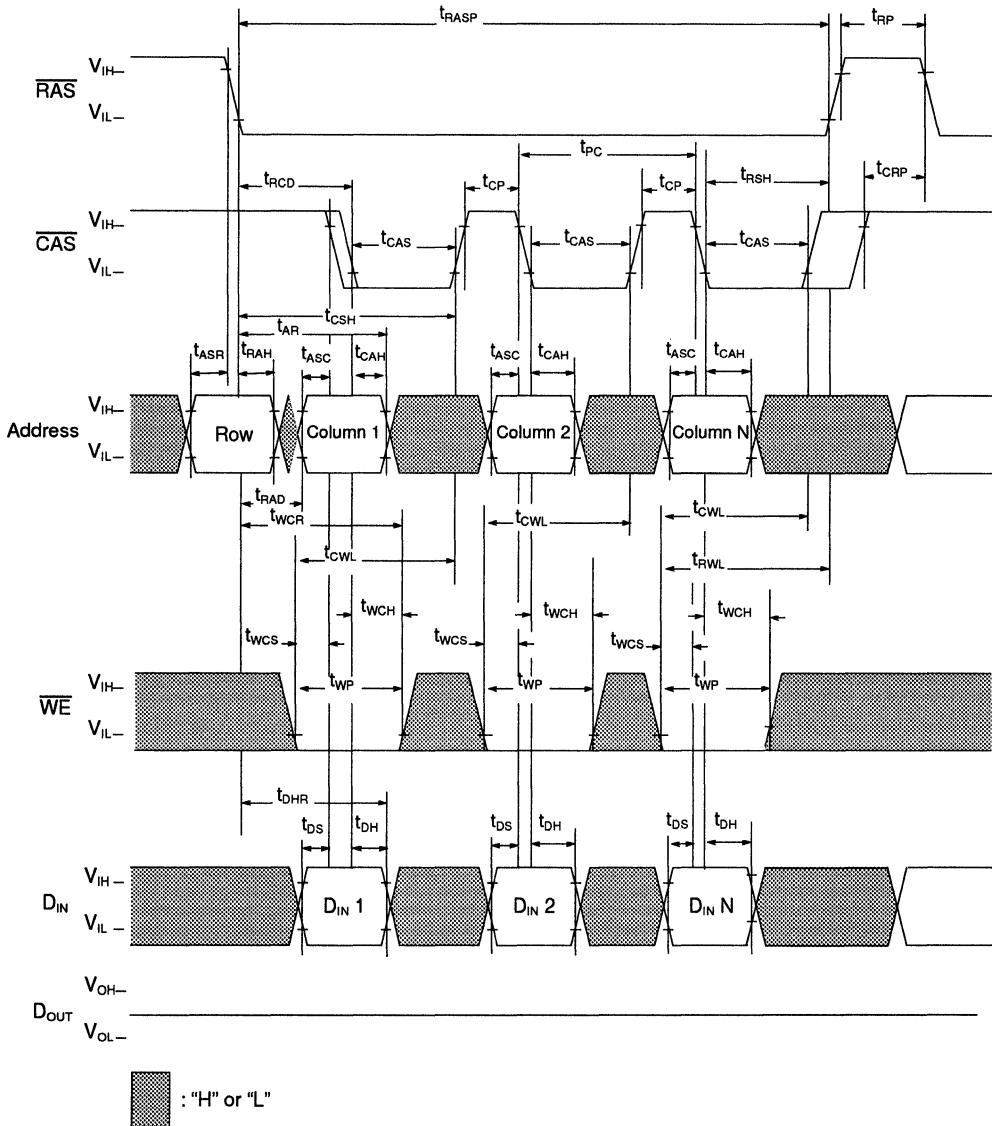 tRASP
tRP
VIH
RAS
VIL
tPC
tRCD
tCP
tCP
tRSH
tCRP
VIH
CAS
VIL
tCAS
tCAS
tCAS
tCSH
tAR
tASR
tRAH
tASC
tCAH
tASC
tCAH
tASC
tCAH
VIH
Address
VIL
Row
Column 1
Column 2
Column N
tRAD
tWCR
tCWL
tCWL
tCWL
tRWL
tWCH
tWCH
tWCH
tWCS
tWCS
tWCS
VIH
WE
VIL
tWP
tWP
tWP
tDHR
tDS
tDH
tDS
tDH
tDS
tDH
VIH
DIN
VIL
DIN 1
DIN 2
DIN N
VOH
DOUT
VOL
: “H” or “L”